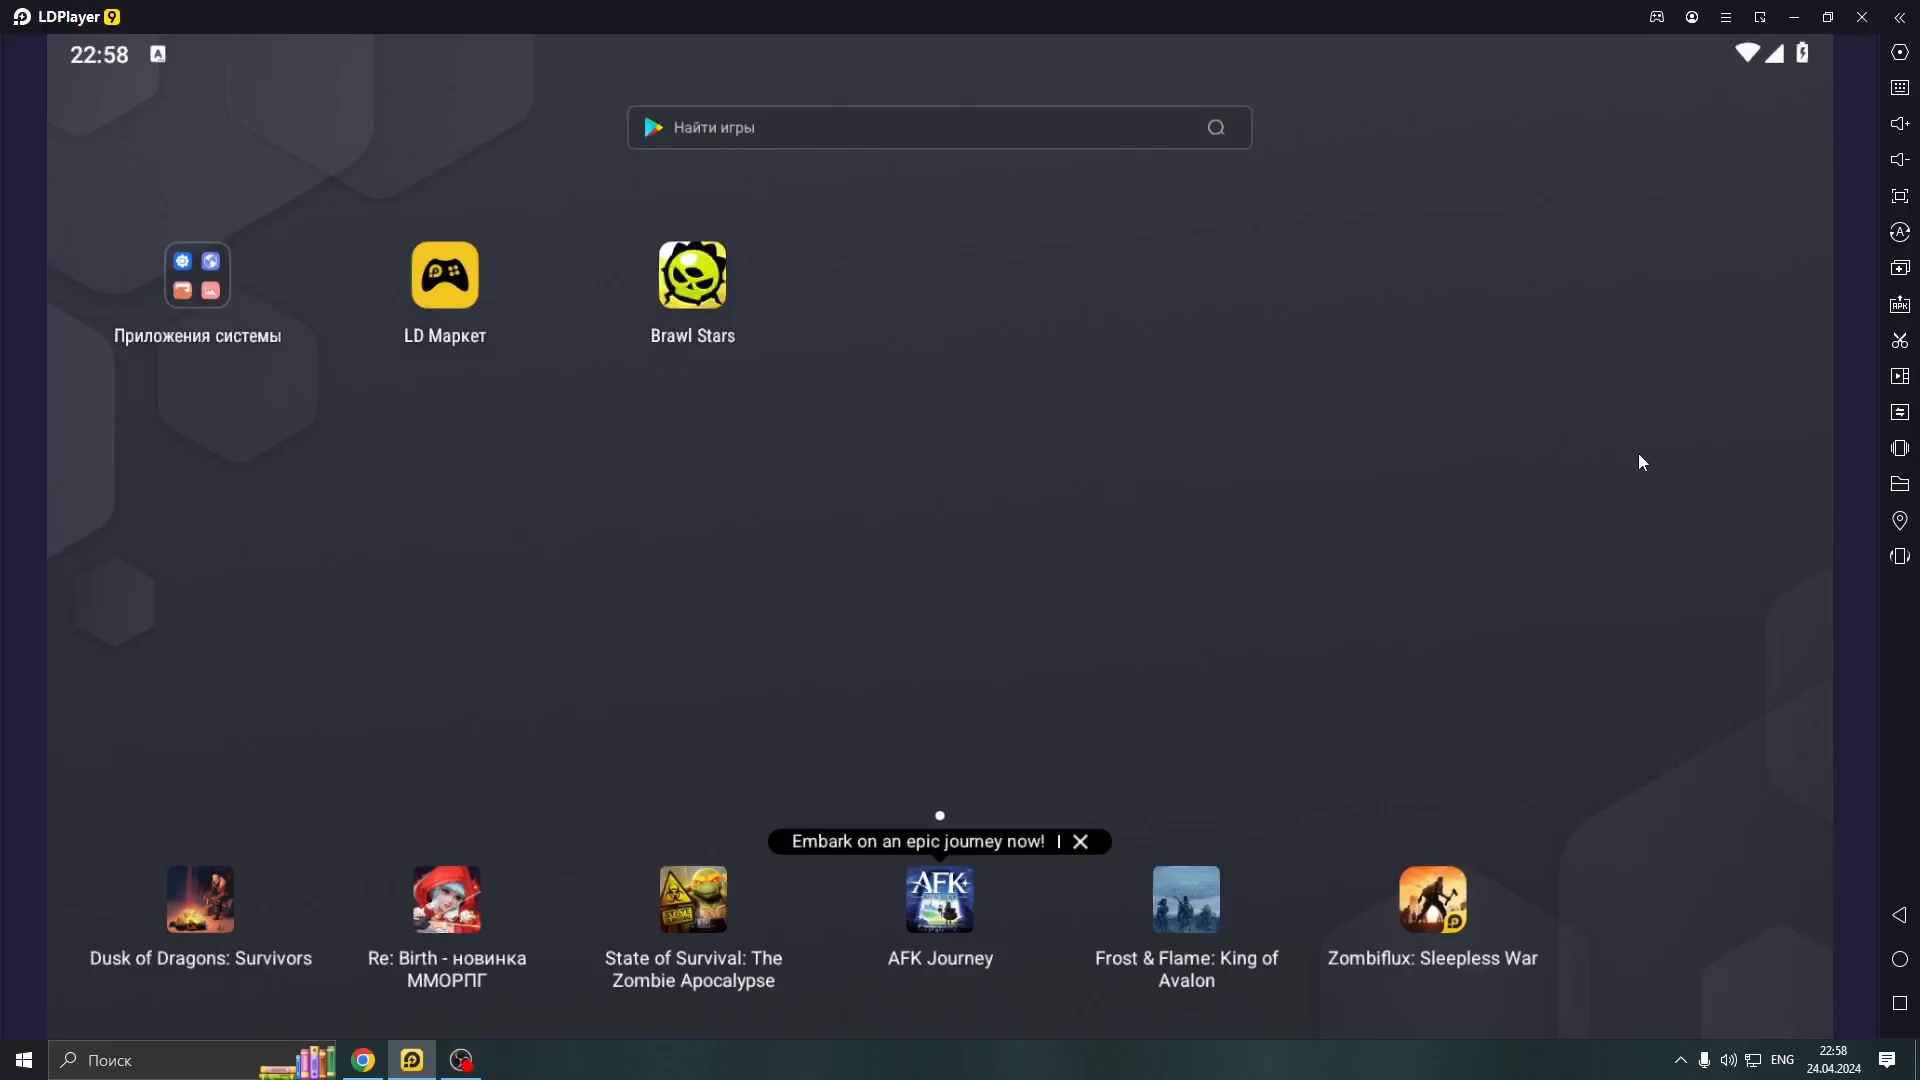 LDPlayer 9
22:58
A
Найти игры
A
APK
Приложения системы
LD Маркет
Brawl Stars
Embark on an epic journey now!
AFK
Dusk of Dragons: Survivors
Re: Birth - новинка
ММОРПГ
State of Survival: The
Zombie Apocalypse
AFK Journey
Frost & Flame: King of
Avalon
Zombiflux: Sleepless War
Поиск
ENG
22:58
24.04.2024